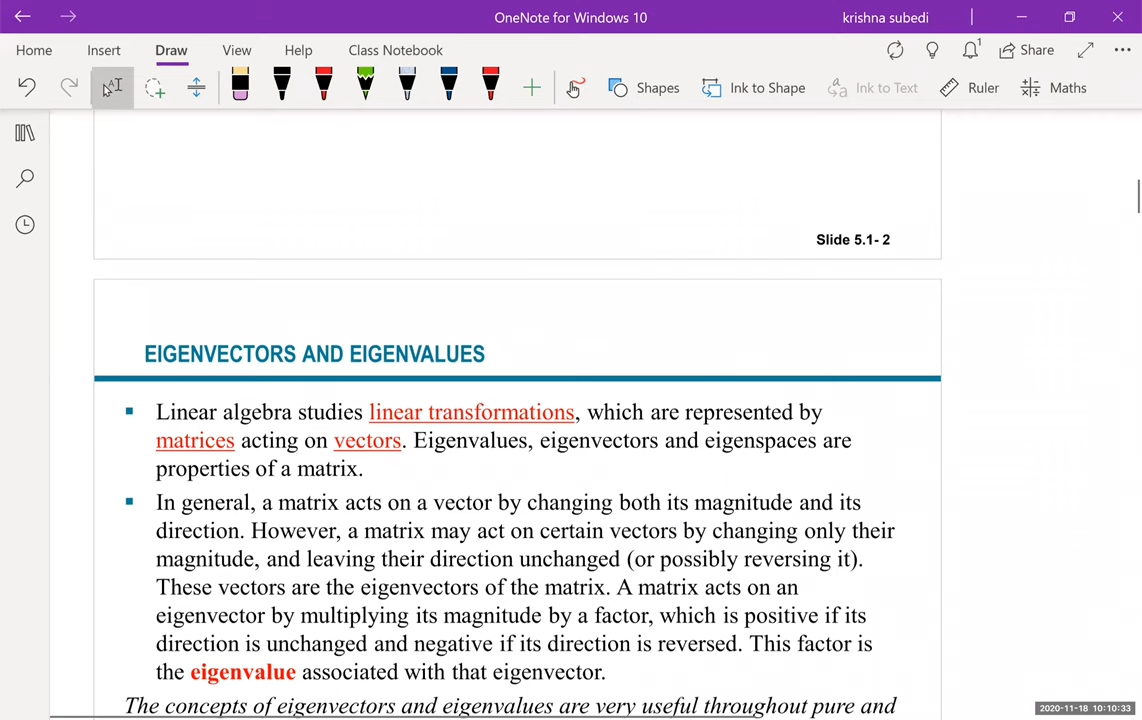 OneNote for Windows 10
krishna subedi
Home Insert Draw View Help Class Notebook
1
Share
Shapes
Ink to Shape
Ink to Text
Ruler
Maths
Slide 5.1- 2
EIGENVECTORS AND EIGENVALUES
Linear algebra studies linear transformations, which are represented by
matrices acting on vectors. Eigenvalues, eigenvectors and eigenspaces are
properties of a matrix.
In general, a matrix acts on a vector by changing both its magnitude and its
direction. However, a matrix may act on certain vectors by changing only their
magnitude, and leaving their direction unchanged (or possibly reversing it).
These vectors are the eigenvectors of the matrix. A matrix acts on an
eigenvector by multiplying its magnitude by a factor, which is positive if its
direction is unchanged and negative if its direction is reversed. This factor is
the eigenvalue associated with that eigenvector.
The concepts of eigenvectors and eigenvalues are very useful throughout pure and
2020-11-18 10:10:33